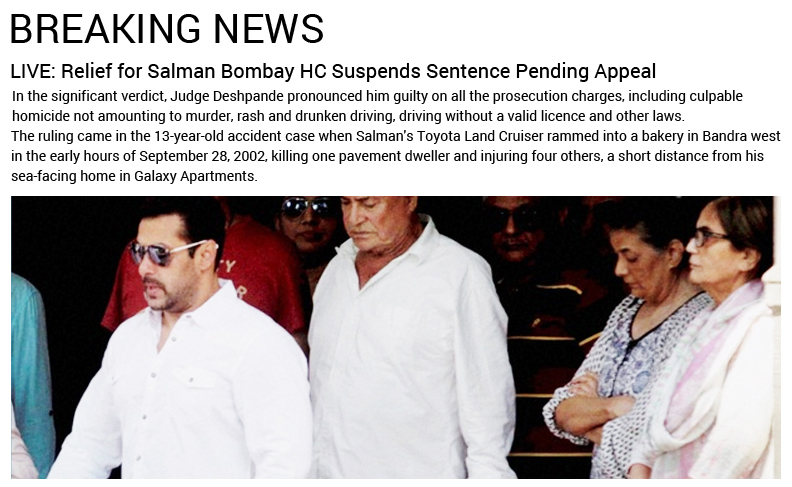 BREAKING NEWS
LIVE: Relief for Salman Bombay HC Suspends Sentence Pending Appeal
In the significant verdict, Judge Deshpande pronounced him guilty on all the prosecution charges, including culpable
homicide not amounting to murder, rash and drunken driving, driving without a valid licence and other laws.
The ruling came in the 13-year-old accident case when Salman's Toyota Land Cruiser rammed into a bakery in Bandra west
in the early hours of September 28, 2002, killing one pavement dweller and injuring four others, a short distance from his
sea-facing home in Galaxy Apartments.